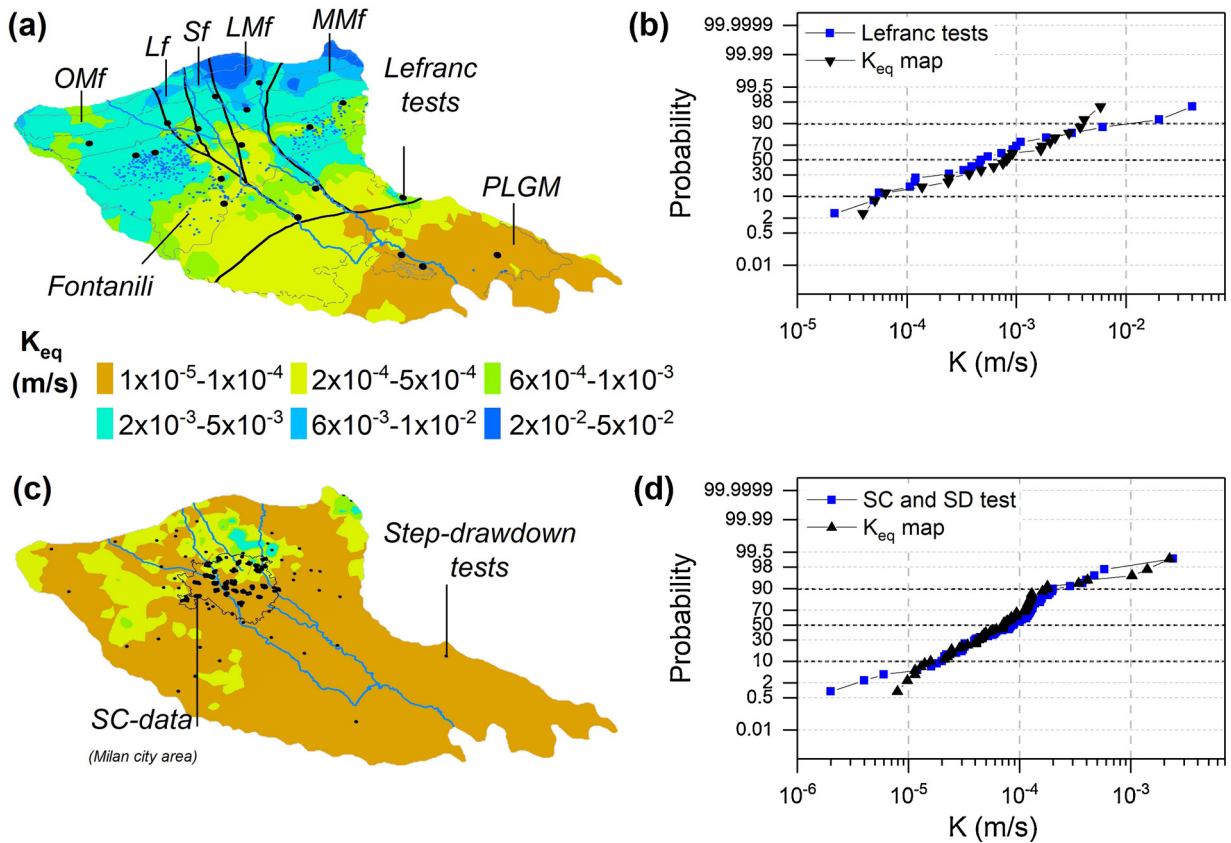 (a)
OMf
Lf
Sf
LMf
MMf
Lefranc
tests
PLGM
Fontanili
K_eq
(m/s)
1x10⁻⁵-1x10⁻⁴
2x10⁻⁴-5x10⁻⁴
6x10⁻⁴-1x10⁻³
2x10⁻³-5x10⁻³
6x10⁻³-1x10⁻²
2x10⁻²-5x10⁻²
(b)
Lefranc tests
K_eq map
Probability
99.9999
99.99
99.5
98
90
70
50
30
10
2
0.5
0.01
10⁻⁵
10⁻⁴
10⁻³
10⁻²
K (m/s)
(c)
Step-drawdown
tests
SC-data
(Milan city area)
(d)
SC and SD test
K_eq map
Probability
99.9999
99.99
99.5
98
90
70
50
30
10
2
0.5
0.01
10⁻⁶
10⁻⁵
10⁻⁴
10⁻³
K (m/s)